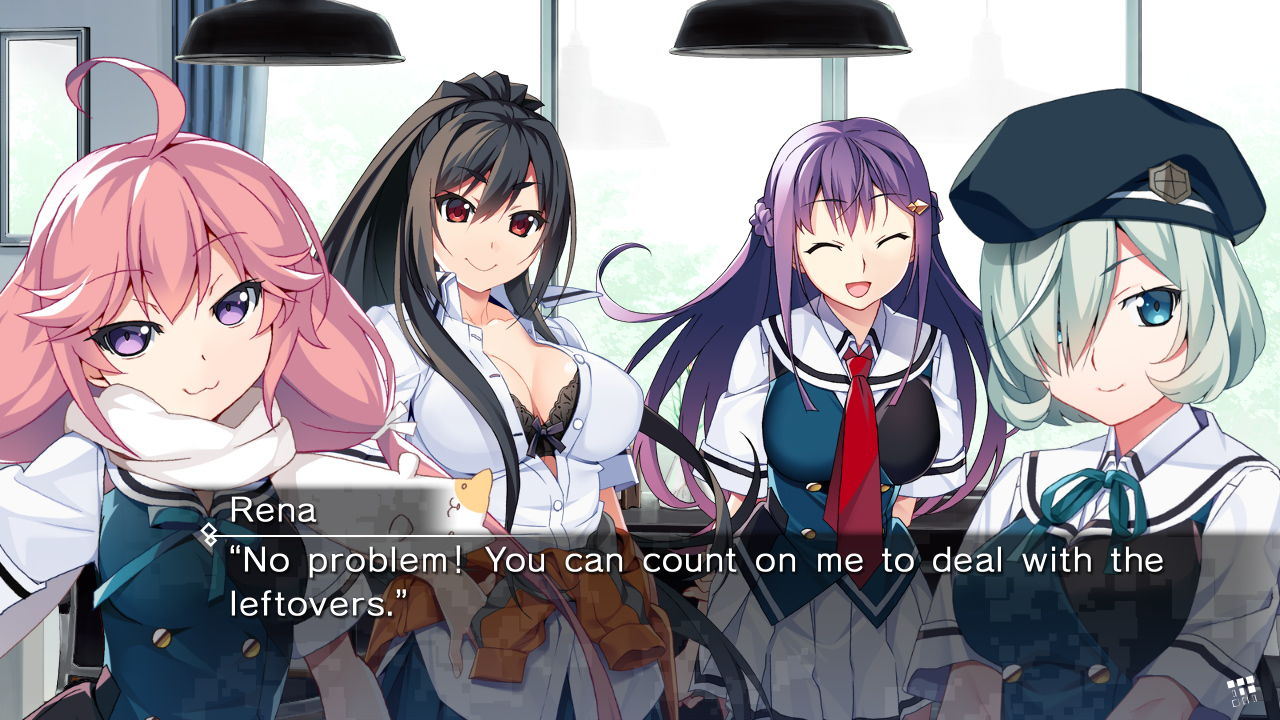 Rena
“No problem! You can count on me to deal with the
leftovers.”